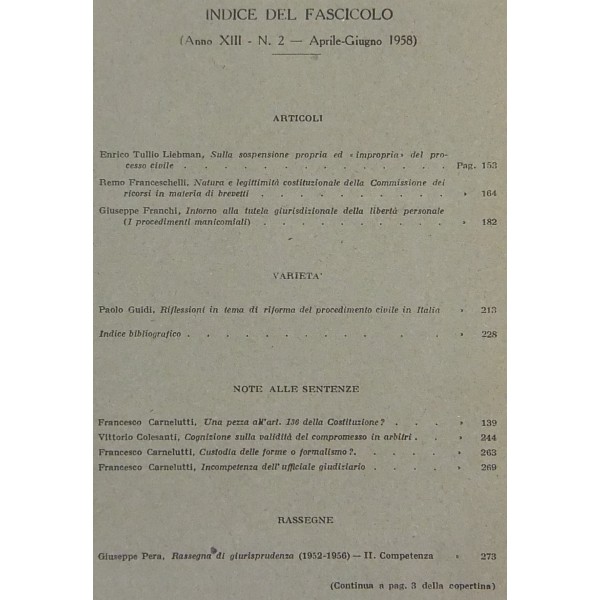 INDICE DEL FASCICOLO
(Anno XIII - N. 2 — Aprile-Giugno 1958)
ARTICOLI
Enrico Tullio Liebman, Sulla sospensione propria ed «impropria» del pro-
cesso civile . . . . . . . . . . . . Pag. 153
Remo Franceschelli, Natura e legittimità costituzionale della Commissione dei
ricorsi in materia di brevetti . . . . . . . . » 164
Giuseppe Franchi, Intorno alla tutela giurisdizionale della libertà personale
(I procedimenti manicomiali) . . . . . . . . » 182
VARIETA'
Paolo Guidi, Riflessioni in tema di riforma del procedimento civile in Italia » 213
Indice bibliografico . . . . . . . . . . . » 228
NOTE ALLE SENTENZE
Francesco Carnelutti, Una pezza all'art. 136 della Costituzione? . . . » 139
Vittorio Colesanti, Cognizione sulla validità del compromesso in arbitri . . » 244
Francesco Carnelutti, Custodia delle forme o formalismo?. . . . . » 263
Francesco Carnelutti, Incompetenza dell'ufficiale giudiziario . . . . » 269
RASSEGNE
Giuseppe Pera, Rassegna di giurisprudenza (1952-1956) — II. Competenza » 273
(Continua a pag. 3 della copertina)